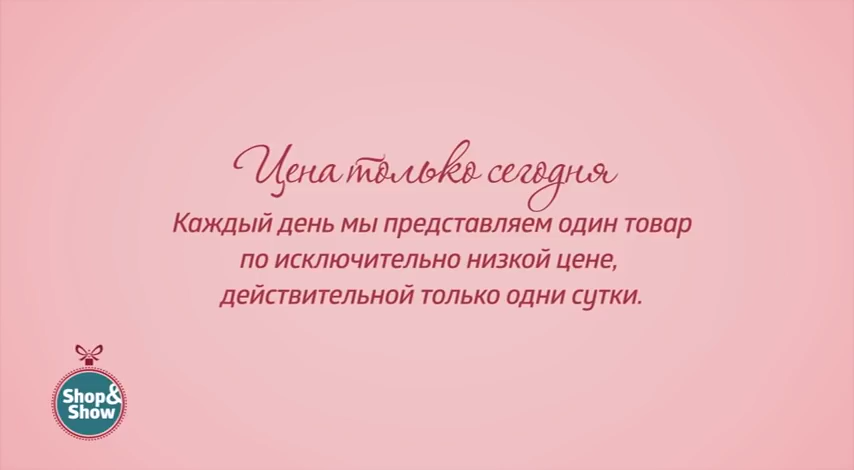 Цена только сегодня
Каждый день мы представляем один товар
по исключительно низкой цене,
действительной только одни сутки.
Shop&
Show